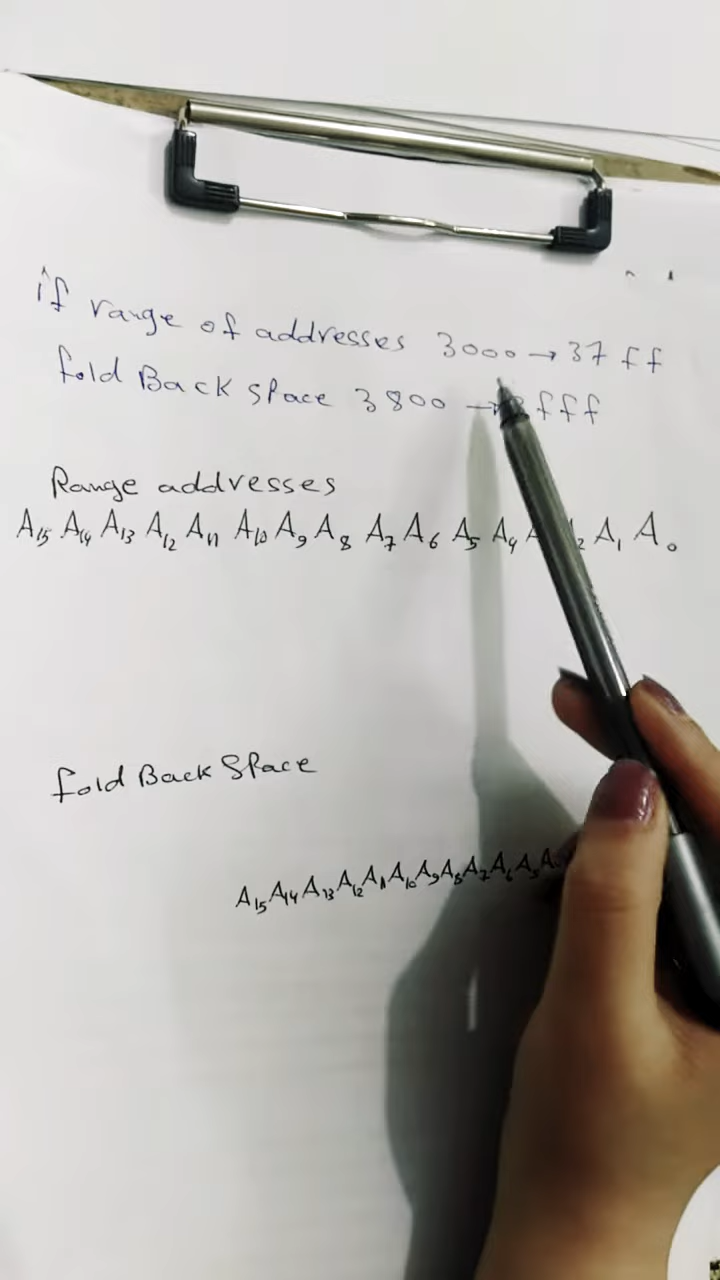 if range of addresses 3000 → 37ff
fold Back Space 3800 → fff
Range addresses
A15 A14 A13 A12 A11 A10 A9 A8 A7 A6 A5 A4 A 2 A1 A0
fold Back Space
A15 A14 A13 A12 A11 A10 A9 A8 A7 A6 A5 A